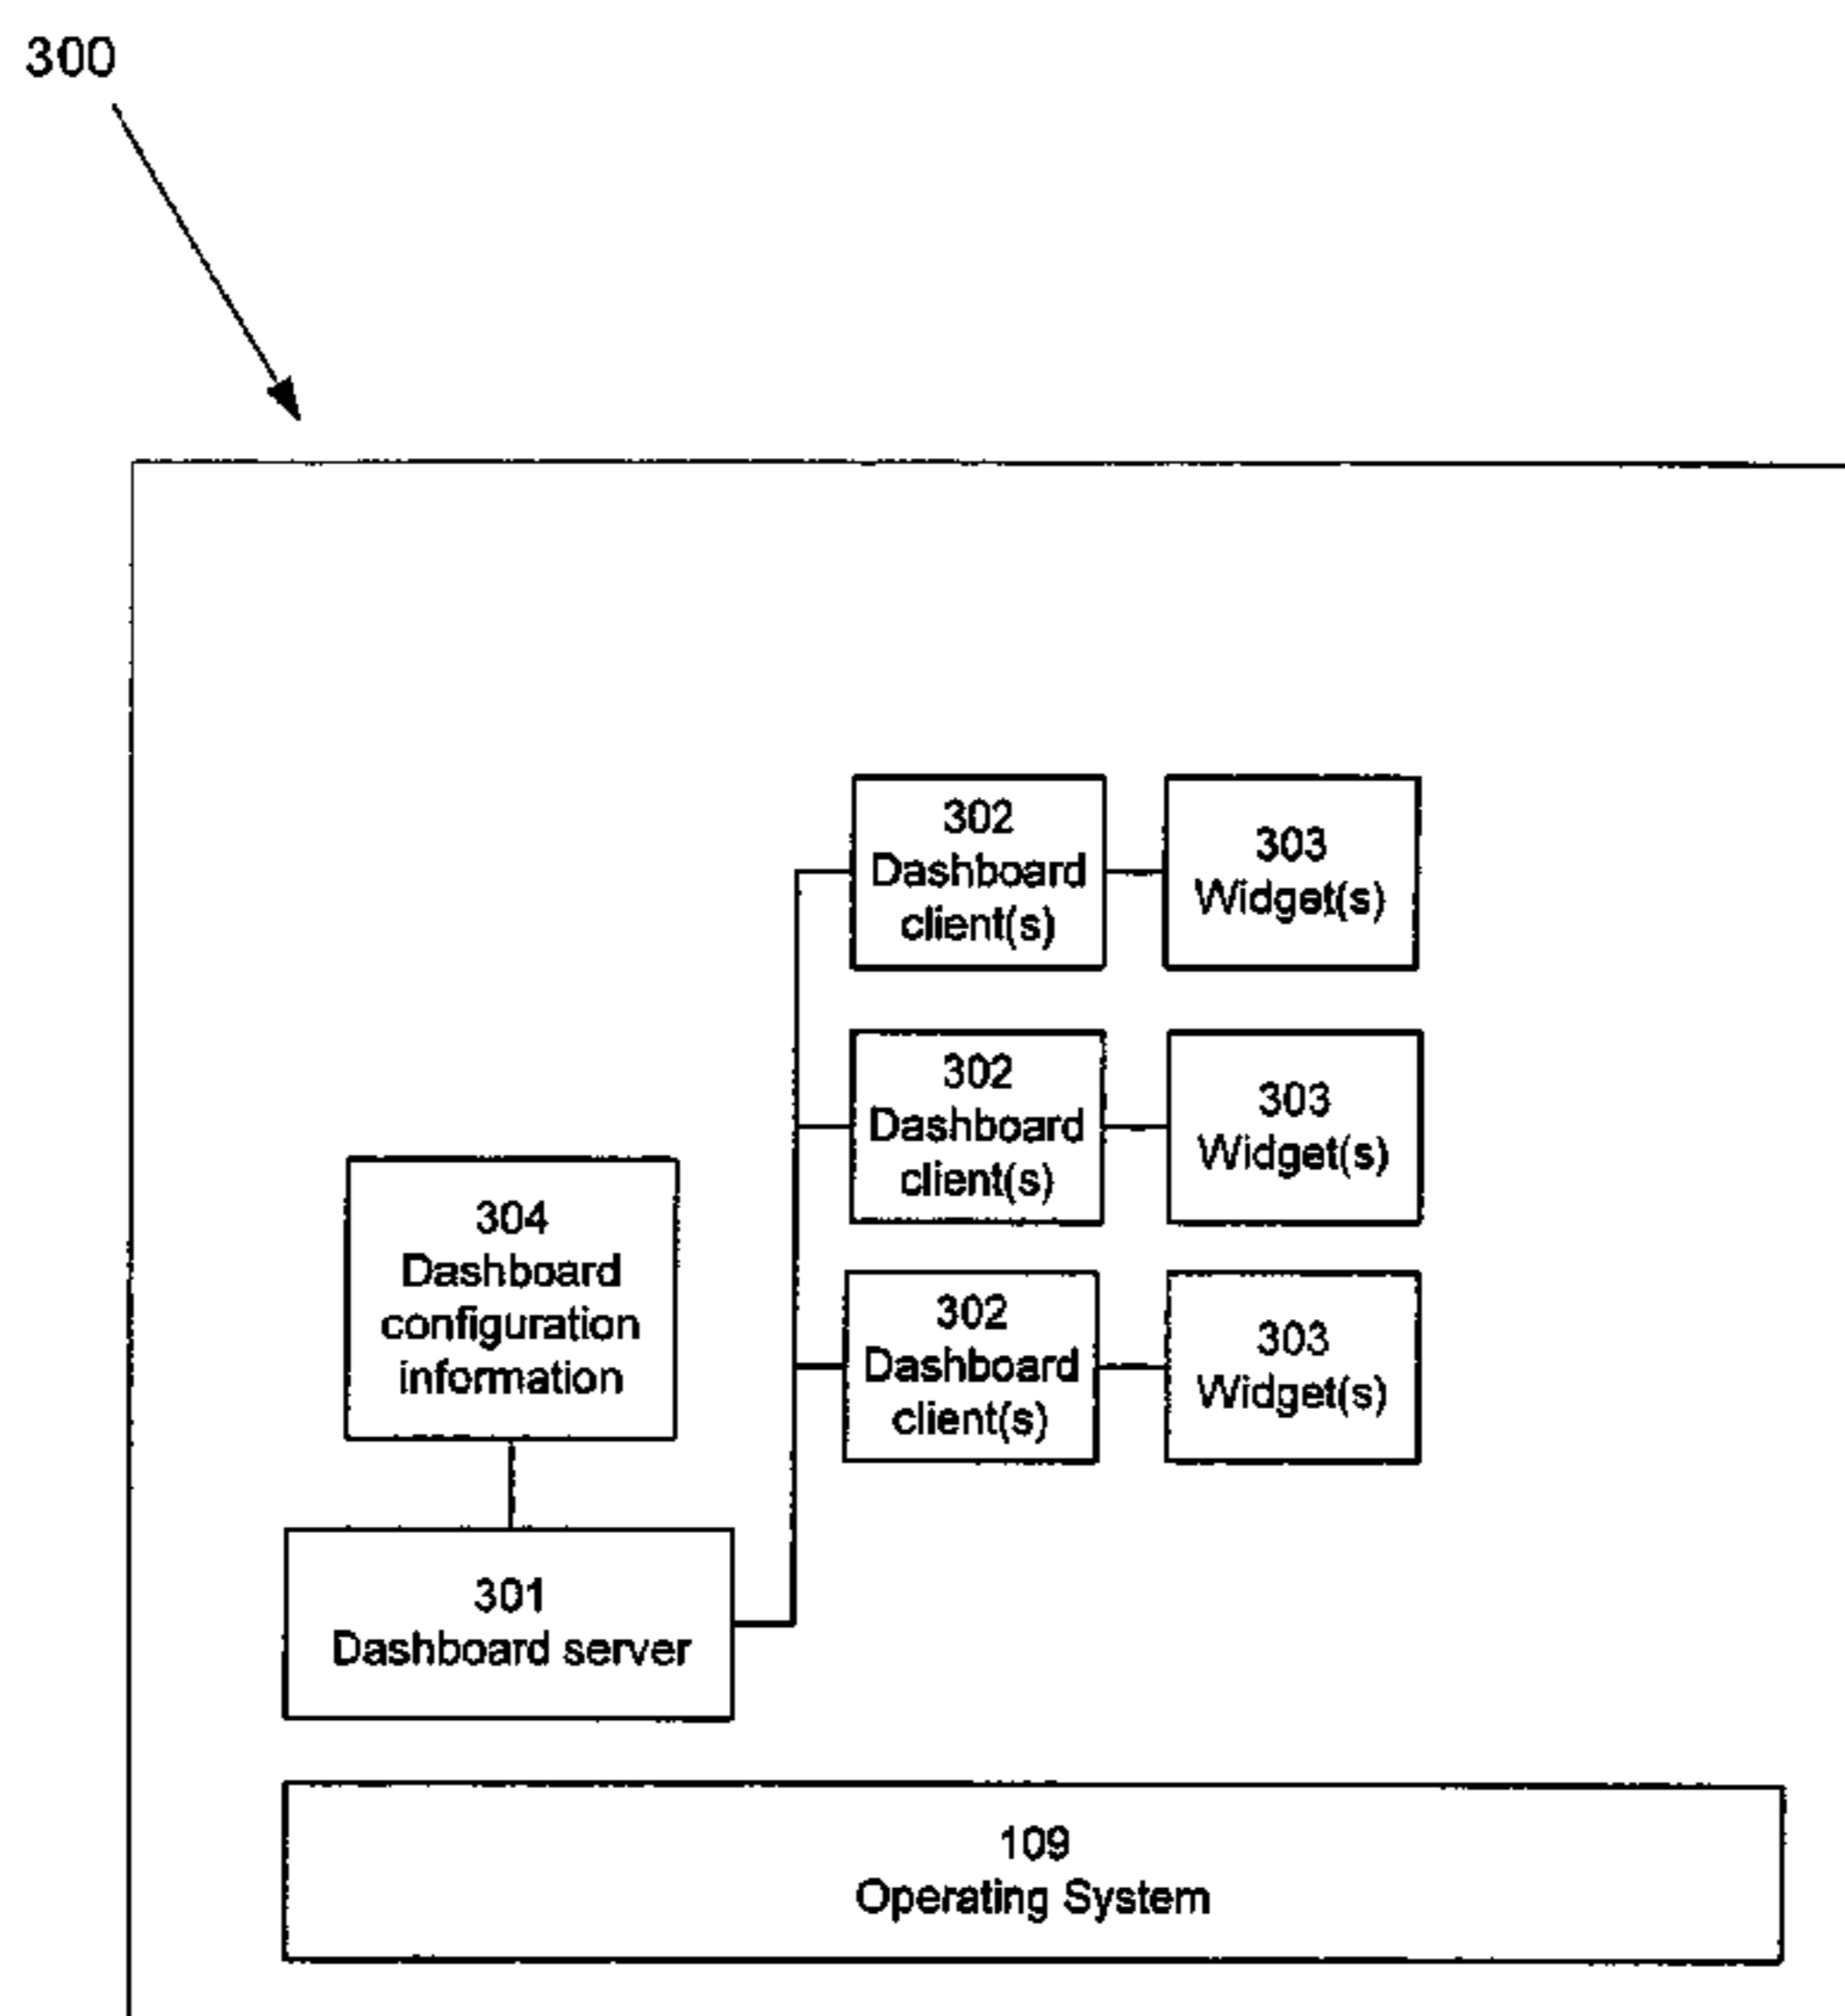 300
302
Dashboard
client(s)
303
Widget(s)
302
Dashboard
client(s)
303
Widget(s)
304
Dashboard
configuration
information
302
Dashboard
client(s)
303
Widget(s)
301
Dashboard server
109
Operating System